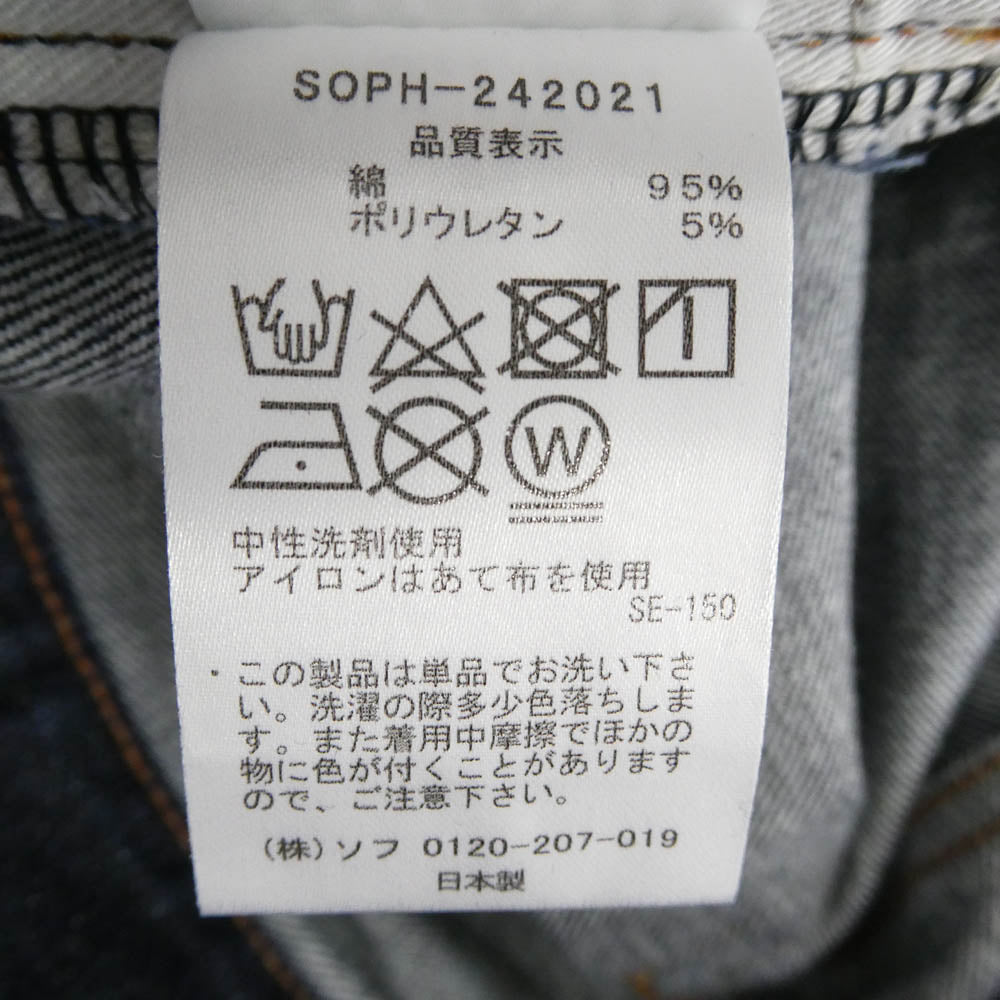 SOPH-242021
品質表示
綿 95%
ポリウレタン 5%
W
中性洗剤使用
アイロンはあて布を使用
SE-150
・この製品は単品でお洗い下さ
い。洗濯の際多少色落ちしま
す。また着用中摩擦でほかの
物に色が付くことがあります
ので、ご注意下さい。
(株)ソフ 0120-207-019
日本製